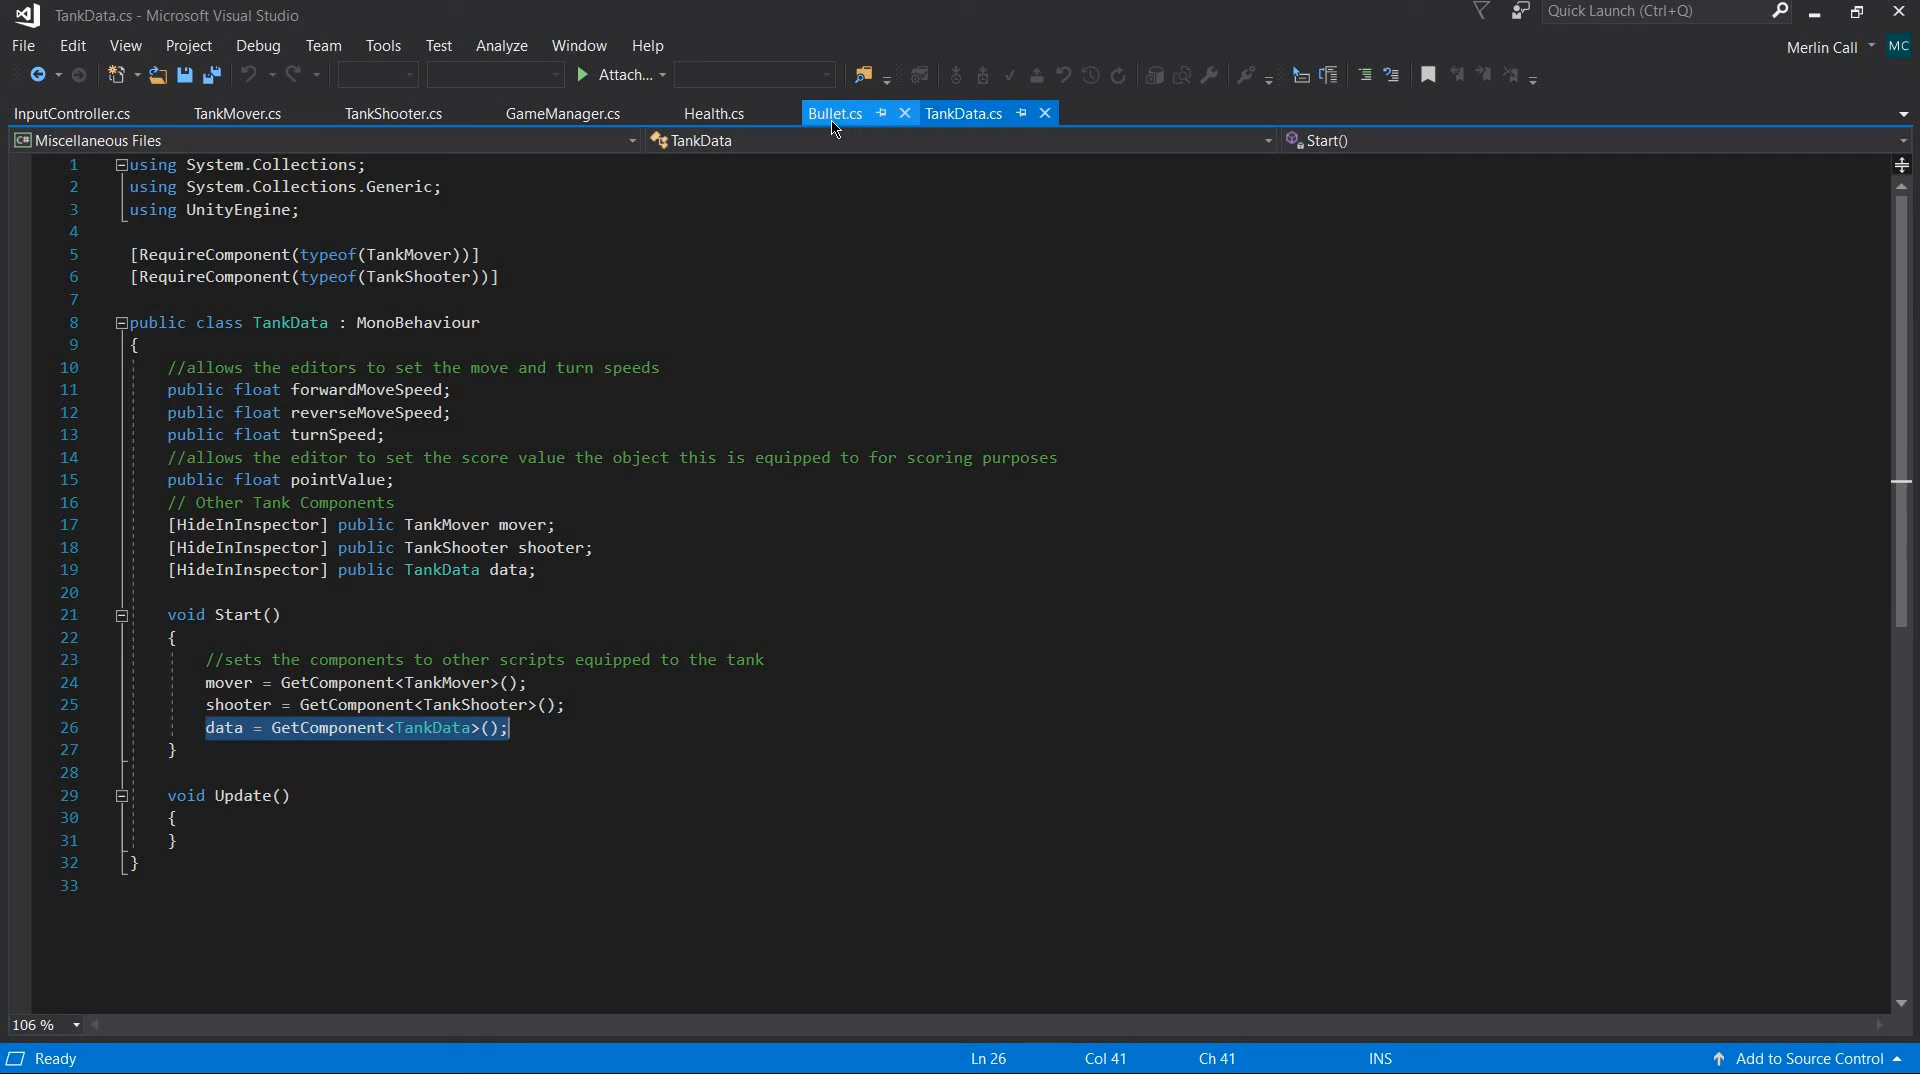 TankData.cs - Microsoft Visual Studio
Quick Launch (Ctrl+Q)
File Edit View Project Debug Team Tools Test Analyze Window Help
Merlin Call MC
Attach...
InputController.cs TankMover.cs TankShooter.cs GameManager.cs Health.cs Bullet.cs TankData.cs
C# Miscellaneous Files TankData Start()
1 using System.Collections;
2 using System.Collections.Generic;
3 using UnityEngine;
4
5 [RequireComponent(typeof(TankMover))]
6 [RequireComponent(typeof(TankShooter))]
7
8 public class TankData : MonoBehaviour
9 {
10 //allows the editors to set the move and turn speeds
11 public float forwardMoveSpeed;
12 public float reverseMoveSpeed;
13 public float turnSpeed;
14 //allows the editor to set the score value the object this is equipped to for scoring purposes
15 public float pointValue;
16 // Other Tank Components
17 [HideInInspector] public TankMover mover;
18 [HideInInspector] public TankShooter shooter;
19 [HideInInspector] public TankData data;
20
21 void Start()
22 {
23 //sets the components to other scripts equipped to the tank
24 mover = GetComponent<TankMover>();
25 shooter = GetComponent<TankShooter>();
26 data = GetComponent<TankData>();
27 }
28
29 void Update()
30 {
31 }
32 }
33
106 %
Ready Ln 26 Col 41 Ch 41 INS Add to Source Control